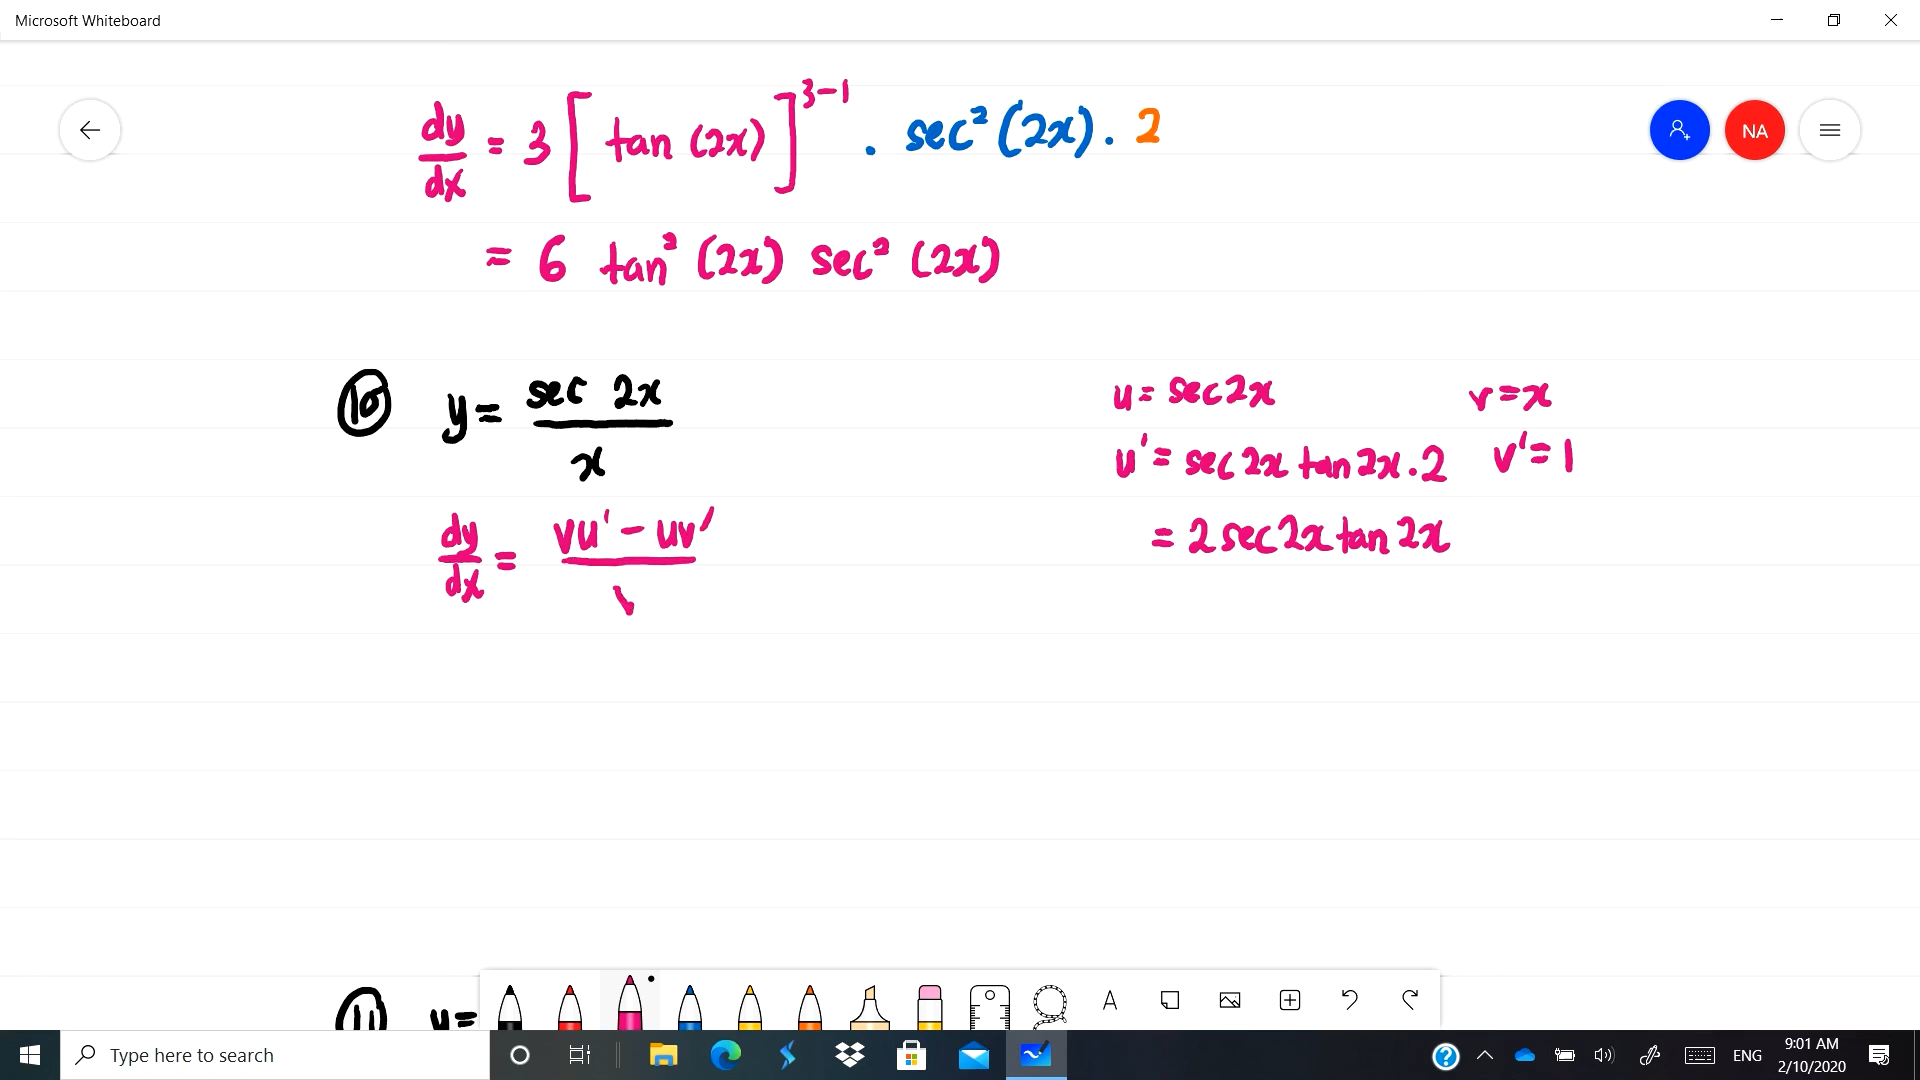 Microsoft Whiteboard
dy/dx = 3 [ tan (2x) ]^{3-1} . sec² (2x) . 2
NA
= 6 tan² (2x) sec² (2x)
⑩ y = sec 2x / x
u = sec2x v = x
u' = sec 2x tan 2x . 2 v' = 1
= 2 sec 2x tan 2x
dy/dx = vu' - uv' /
⑪ y =
Type here to search
ENG
9:01 AM
2/10/2020